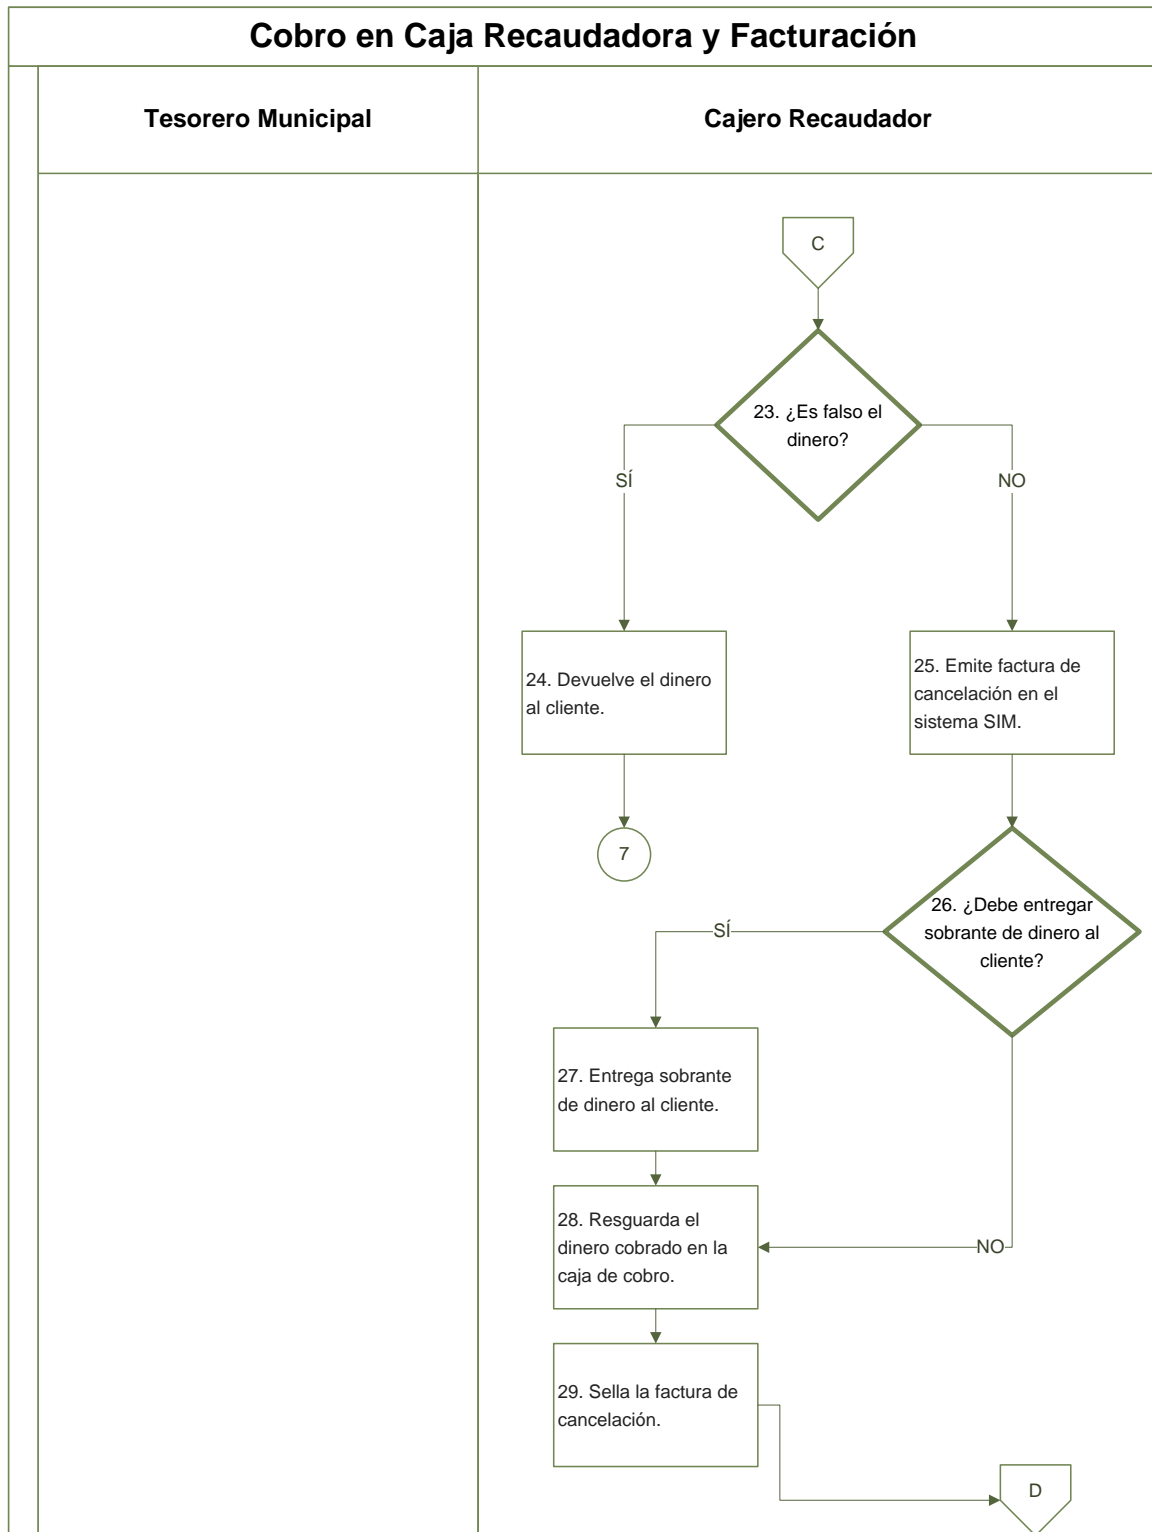 Cobro en Caja Recaudadora y Facturación
Tesorero Municipal
Cajero Recaudador
C
23. ¿Es falso el
dinero?
SÍ
NO
24. Devuelve el dinero
al cliente.
25. Emite factura de
cancelación en el
sistema SIM.
7
26. ¿Debe entregar
sobrante de dinero al
cliente?
SÍ
27. Entrega sobrante
de dinero al cliente.
28. Resguarda el
dinero cobrado en la
caja de cobro.
NO
29. Sella la factura de
cancelación.
D